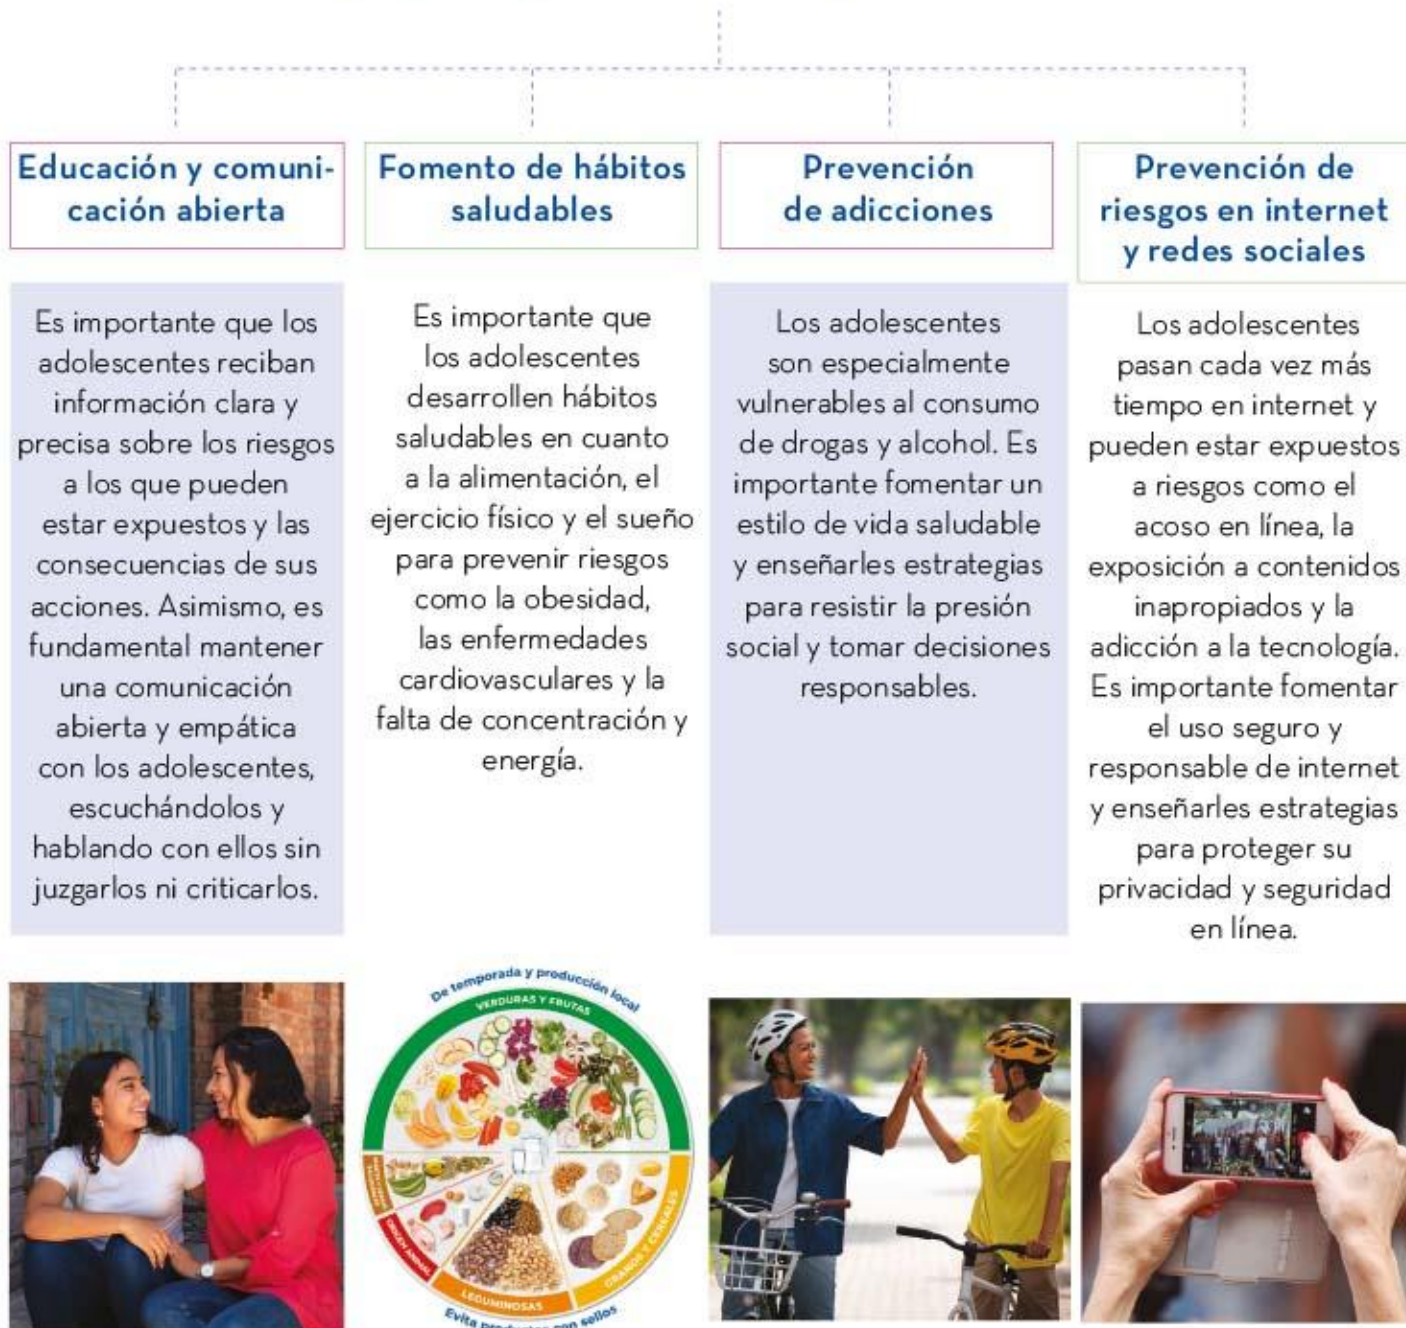 Educación y comuni-
cación abierta
Es importante que los
adolescentes reciban
información clara y
precisa sobre los riesgos
a los que pueden
estar expuestos y las
consecuencias de sus
acciones. Asimismo, es
fundamental mantener
una comunicación
abierta y empática
con los adolescentes,
escuchándolos y
hablando con ellos sin
juzgarlos ni criticarlos.
Fomento de hábitos
saludables
Es importante que
los adolescentes
desarrollen hábitos
saludables en cuanto
a la alimentación, el
ejercicio físico y el sueño
para prevenir riesgos
como la obesidad,
las enfermedades
cardiovasculares y la
falta de concentración y
energía.
Prevención
de adicciones
Los adolescentes
son especialmente
vulnerables al consumo
de drogas y alcohol. Es
importante fomentar un
estilo de vida saludable
y enseñarles estrategias
para resistir la presión
social y tomar decisiones
responsables.
Prevención de
riesgos en internet
y redes sociales
Los adolescentes
pasan cada vez más
tiempo en internet y
pueden estar expuestos
a riesgos como el
acoso en línea, la
exposición a contenidos
inapropiados y la
adicción a la tecnología.
Es importante fomentar
el uso seguro y
responsable de internet
y enseñarles estrategias
para proteger su
privacidad y seguridad
en línea.
De temporada y producción local
VERDURAS Y FRUTAS
ORIGEN ANIMAL
LEGUMINOSAS
GRANOS Y CEREALES
Evita productos con sellos